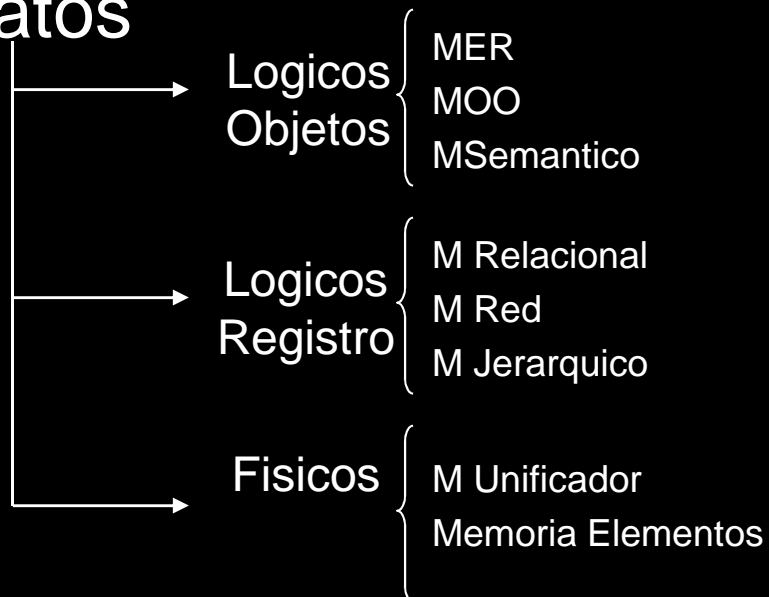 atos
Logicos
Objetos
MER
MOO
MSemantico
Logicos
Registro
M Relacional
M Red
M Jerarquico
Fisicos
M Unificador
Memoria Elementos